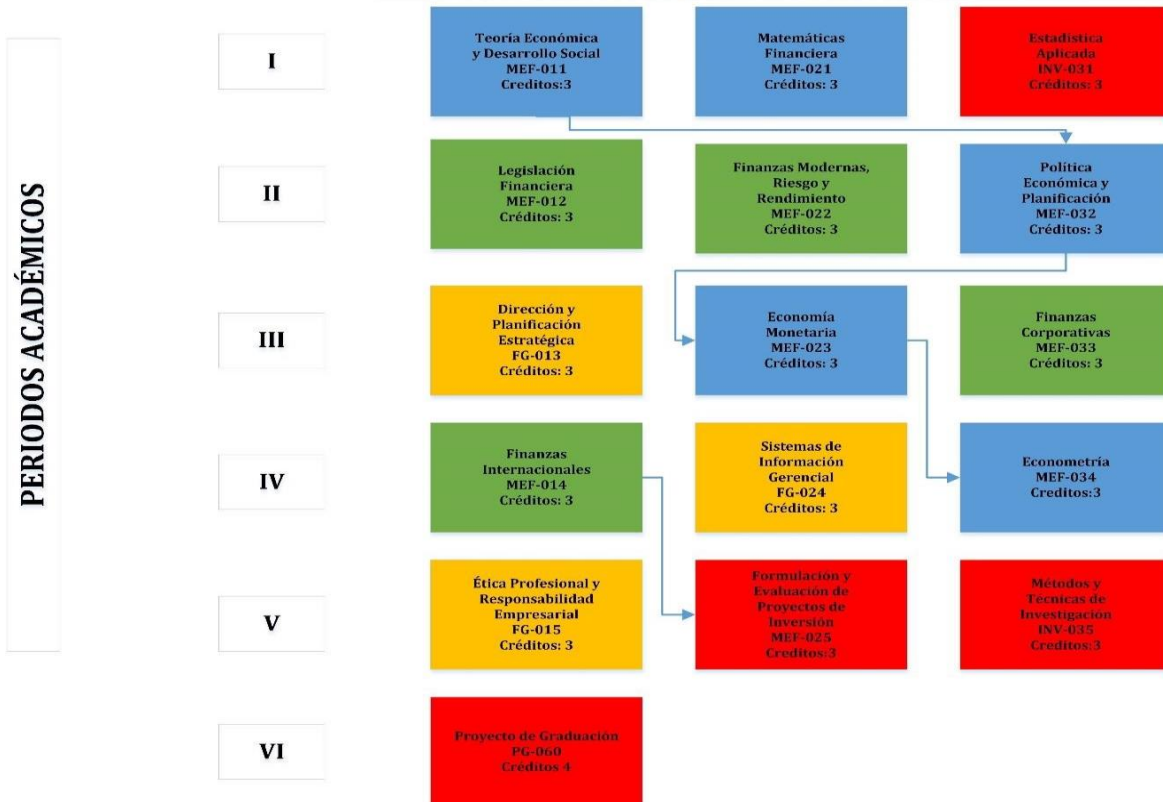 PERIODOS ACADÉMICOS
I
Teoría Económica
y Desarrollo Social
MEF-011
Creditos:3
Matemáticas
Financiera
MEF-021
Créditos: 3
Estadística
Aplicada
INV-031
Créditos: 3
II
Legislación
Financiera
MEF-012
Créditos: 3
Finanzas Modernas,
Riesgo y
Rendimiento
MEF-022
Créditos: 3
Política
Económica y
Planificación
MEF-032
Créditos: 3
III
Dirección y
Planificación
Estratégica
FG-013
Créditos: 3
Economía
Monetaria
MEF-023
Créditos: 3
Finanzas
Corporativas
MEF-033
Créditos: 3
IV
Finanzas
Internacionales
MEF-014
Créditos: 3
Sistemas de
Información
Gerencial
FG-024
Créditos: 3
Econometría
MEF-034
Creditos:3
V
Ética Profesional y
Responsabilidad
Empresarial
FG-015
Créditos: 3
Formulación y
Evaluación de
Proyectos de
Inversión
MEF-025
Creditos:3
Métodos y
Técnicas de
Investigación
INV-035
Créditos: 3
VI
Proyecto de Graduación
PG-060
Créditos 4